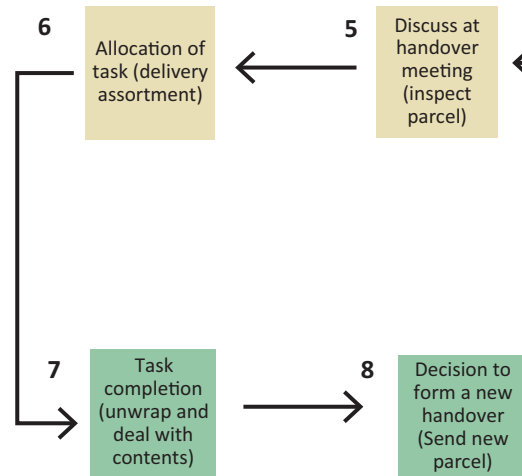 6
Allocation of
task (delivery
assortment)
5
Discuss at
handover
meeting
(inspect
parcel)
7
Task
completion
(unwrap and
deal with
contents)
8
Decision to
form a new
handover
(Send new
parcel)